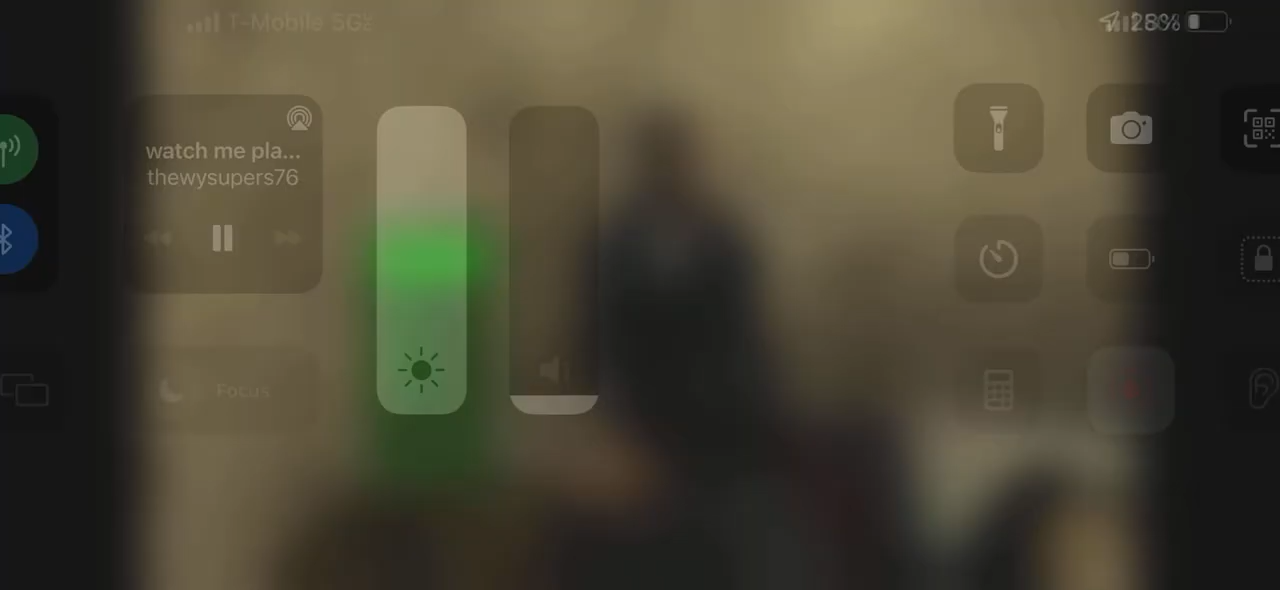 T-Mobile 5G
28%
watch me pla...
thewysupers76
Focus